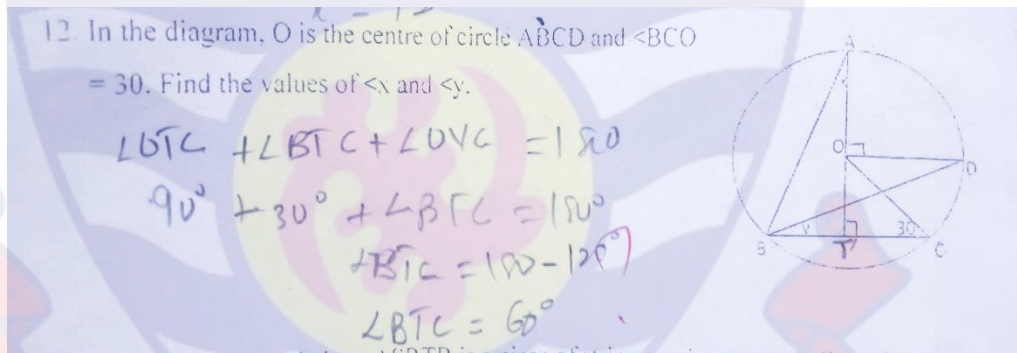 12. In the diagram, O is the centre of circle ABCD and <BCO
= 30. Find the values of <x and <y.
∠OTC + ∠BTC + ∠OVC = 180
90° + 30° + ∠BTC = 180°
∠BTC = 180 - 120°
∠BTC = 60°
A
O
D
B
y
T
30
C